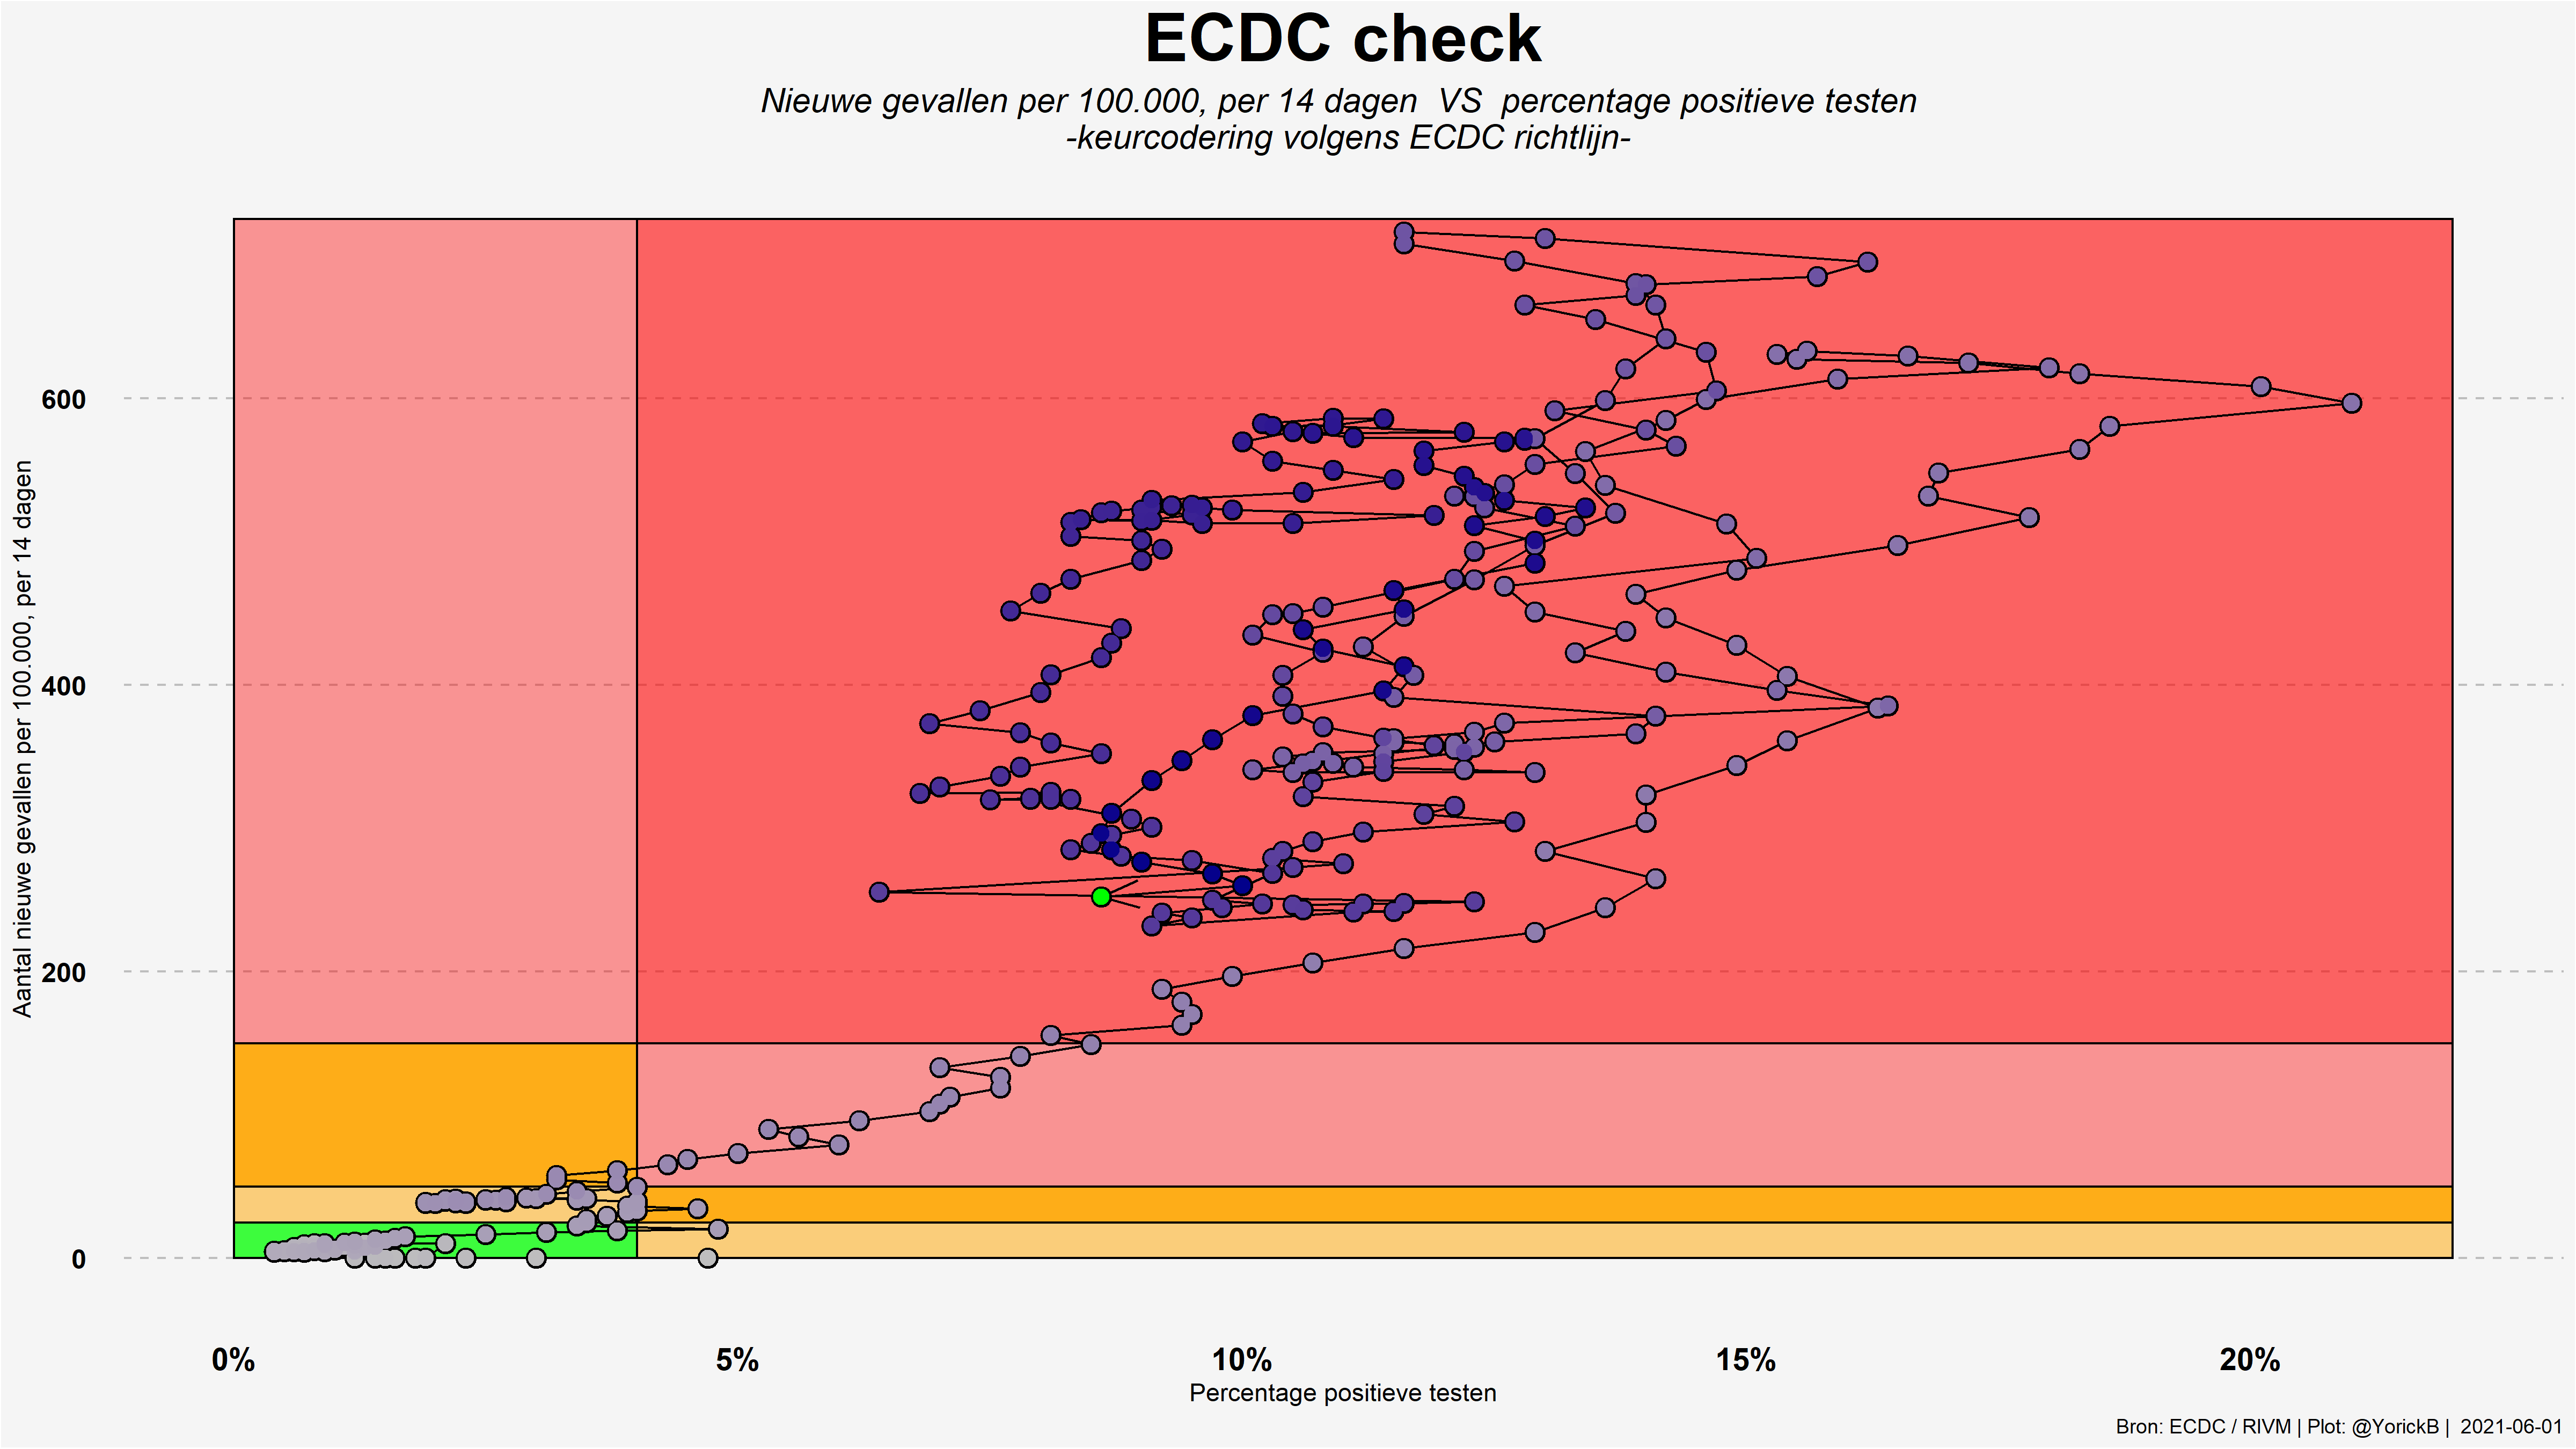 ECDC check
Nieuwe gevallen per 100.000, per 14 dagen  VS  percentage positieve testen
-keurcodering volgens ECDC richtlijn-
Aantal nieuwe gevallen per 100.000, per 14 dagen
600
400
200
0
0%
5%
10%
15%
20%
Percentage positieve testen
Bron: ECDC / RIVM | Plot: @YorickB |  2021-06-01